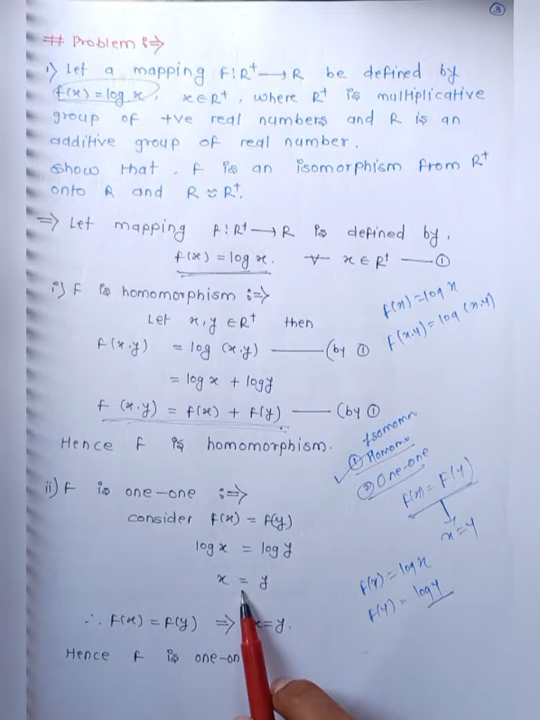 3
## Problem :⇒
1) Let a mapping f: R⁺ → R be defined by
f(x) = log x, x ∈ R⁺, where R⁺ is multiplicative
group of +ve real numbers and R is an
additive group of real number.
show that. f is an isomorphism from R⁺
onto R and R ≈ R⁺.
⇒ Let mapping f: R⁺ → R is defined by,
f(x) = log x. ∀ x ∈ R⁺ — ①
i) f is homomorphism :⇒
Let x, y ∈ R⁺ then
f(x.y) = log (x.y) — (by ①
= log x + log y
f (x.y) = f(x) + f(y) — (by ①
Hence f is homomorphism.
f(x) = log x
f(x.y) = log (x.y)
ii) f is one-one :⇒
consider f(x) = f(y)
log x = log y
x = y
∴ f(x) = f(y) ⇒ x = y.
Hence f is one-on
① Homomo
② One-one
f(x) = f(y)
x = y
f(x) = log x
f(y) = log y